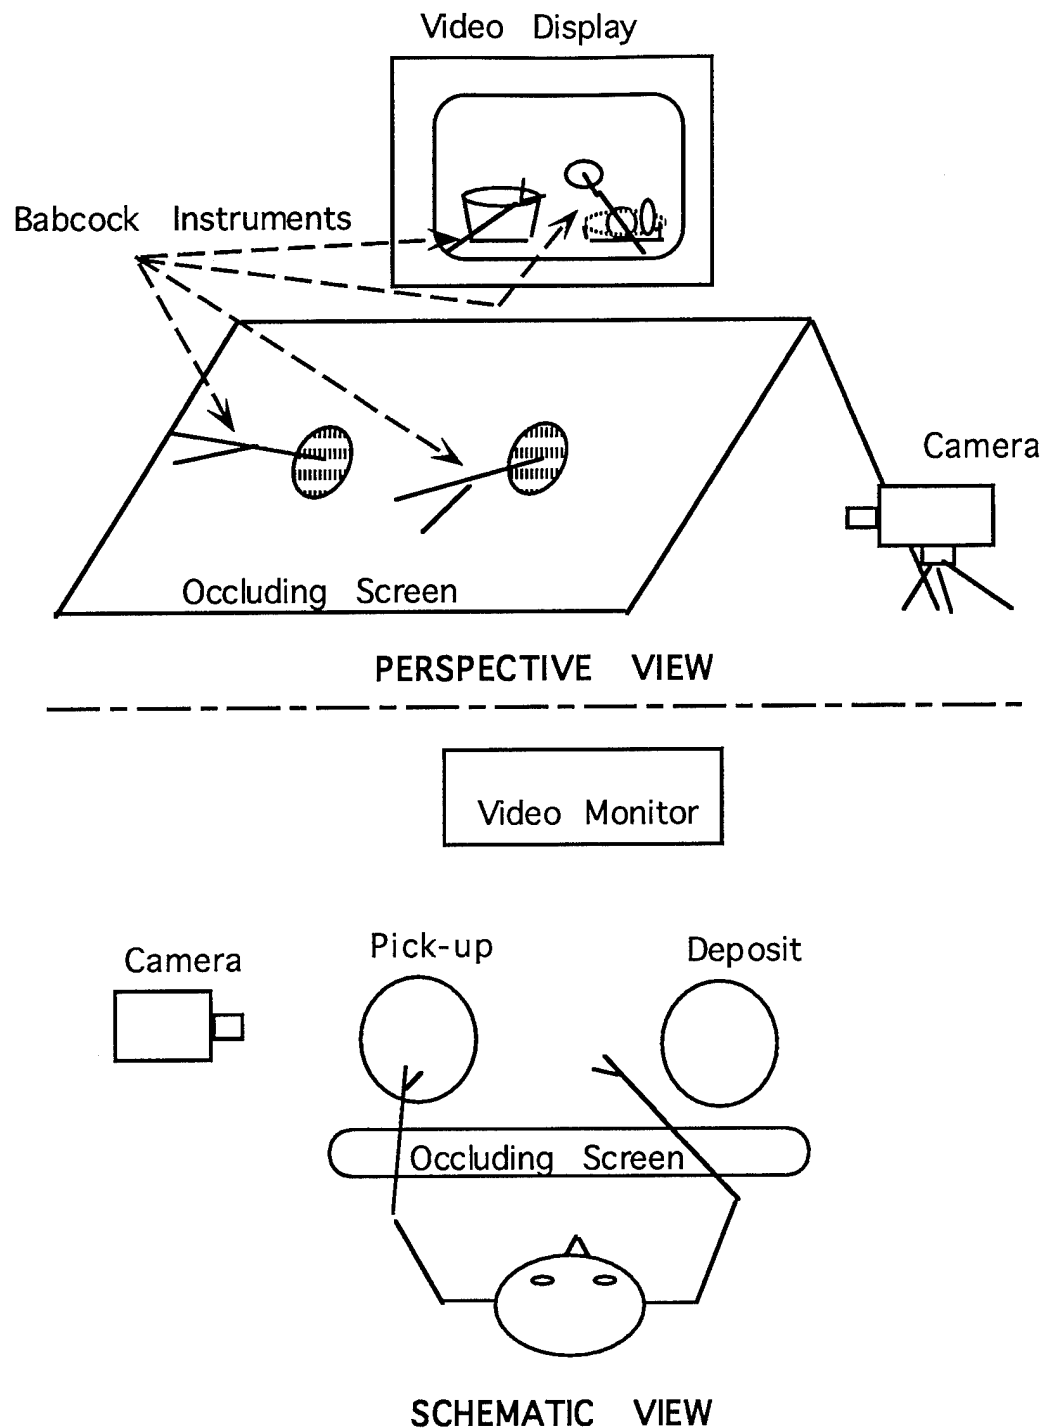 Video Display
Babcock Instruments
Camera
Occluding Screen
PERSPECTIVE VIEW
Video Monitor
Camera
Pick-up
Deposit
Occluding Screen
SCHEMATIC VIEW